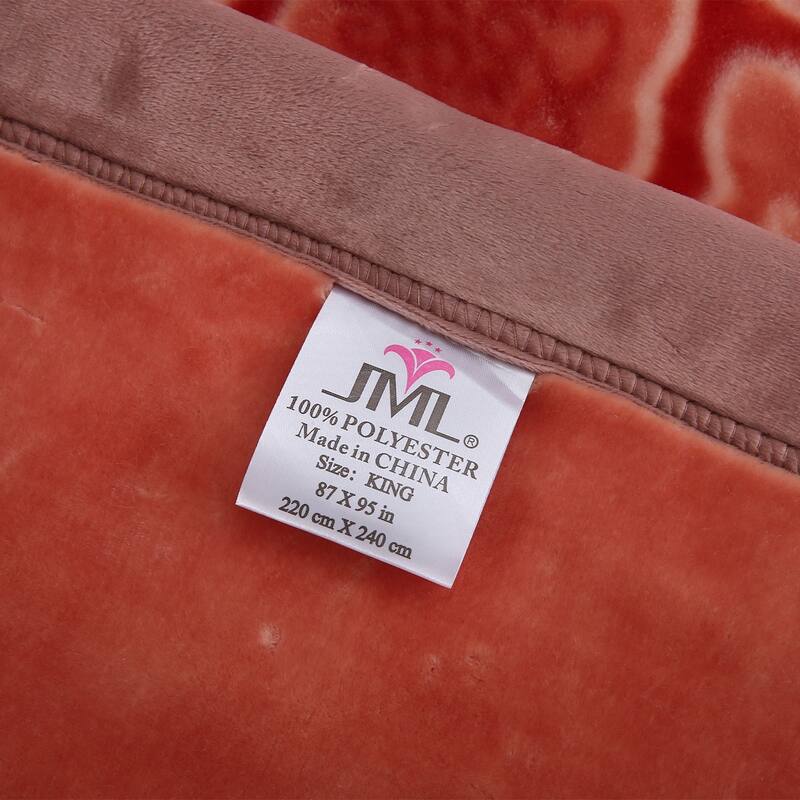 JML®
100% POLYESTER
Made in CHINA
Size: KING
87 X 95 in
220 cm X 240 cm